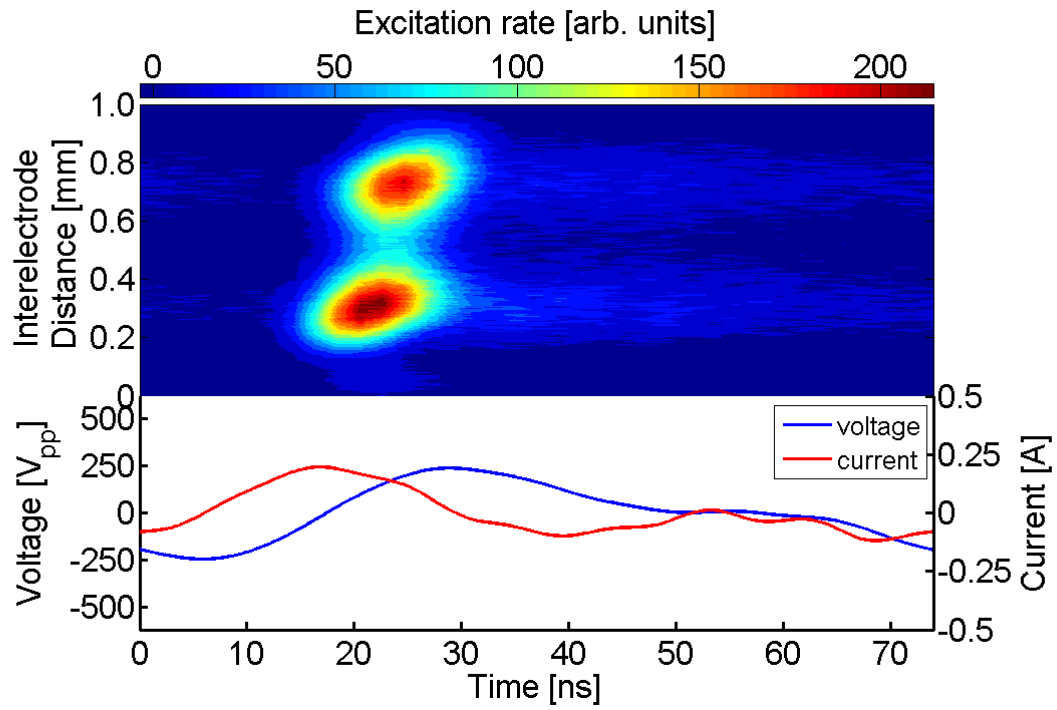 Excitation rate [arb. units]
0 50 100 150 200
Interelectrode
Distance [mm]
1.0
0.8
0.6
0.4
0.2
0
Voltage [Vpp]
500
250
0
-250
-500
voltage
current
0.5
0.25
0
-0.25
-0.5
Current [A]
0 10 20 30 40 50 60 70
Time [ns]